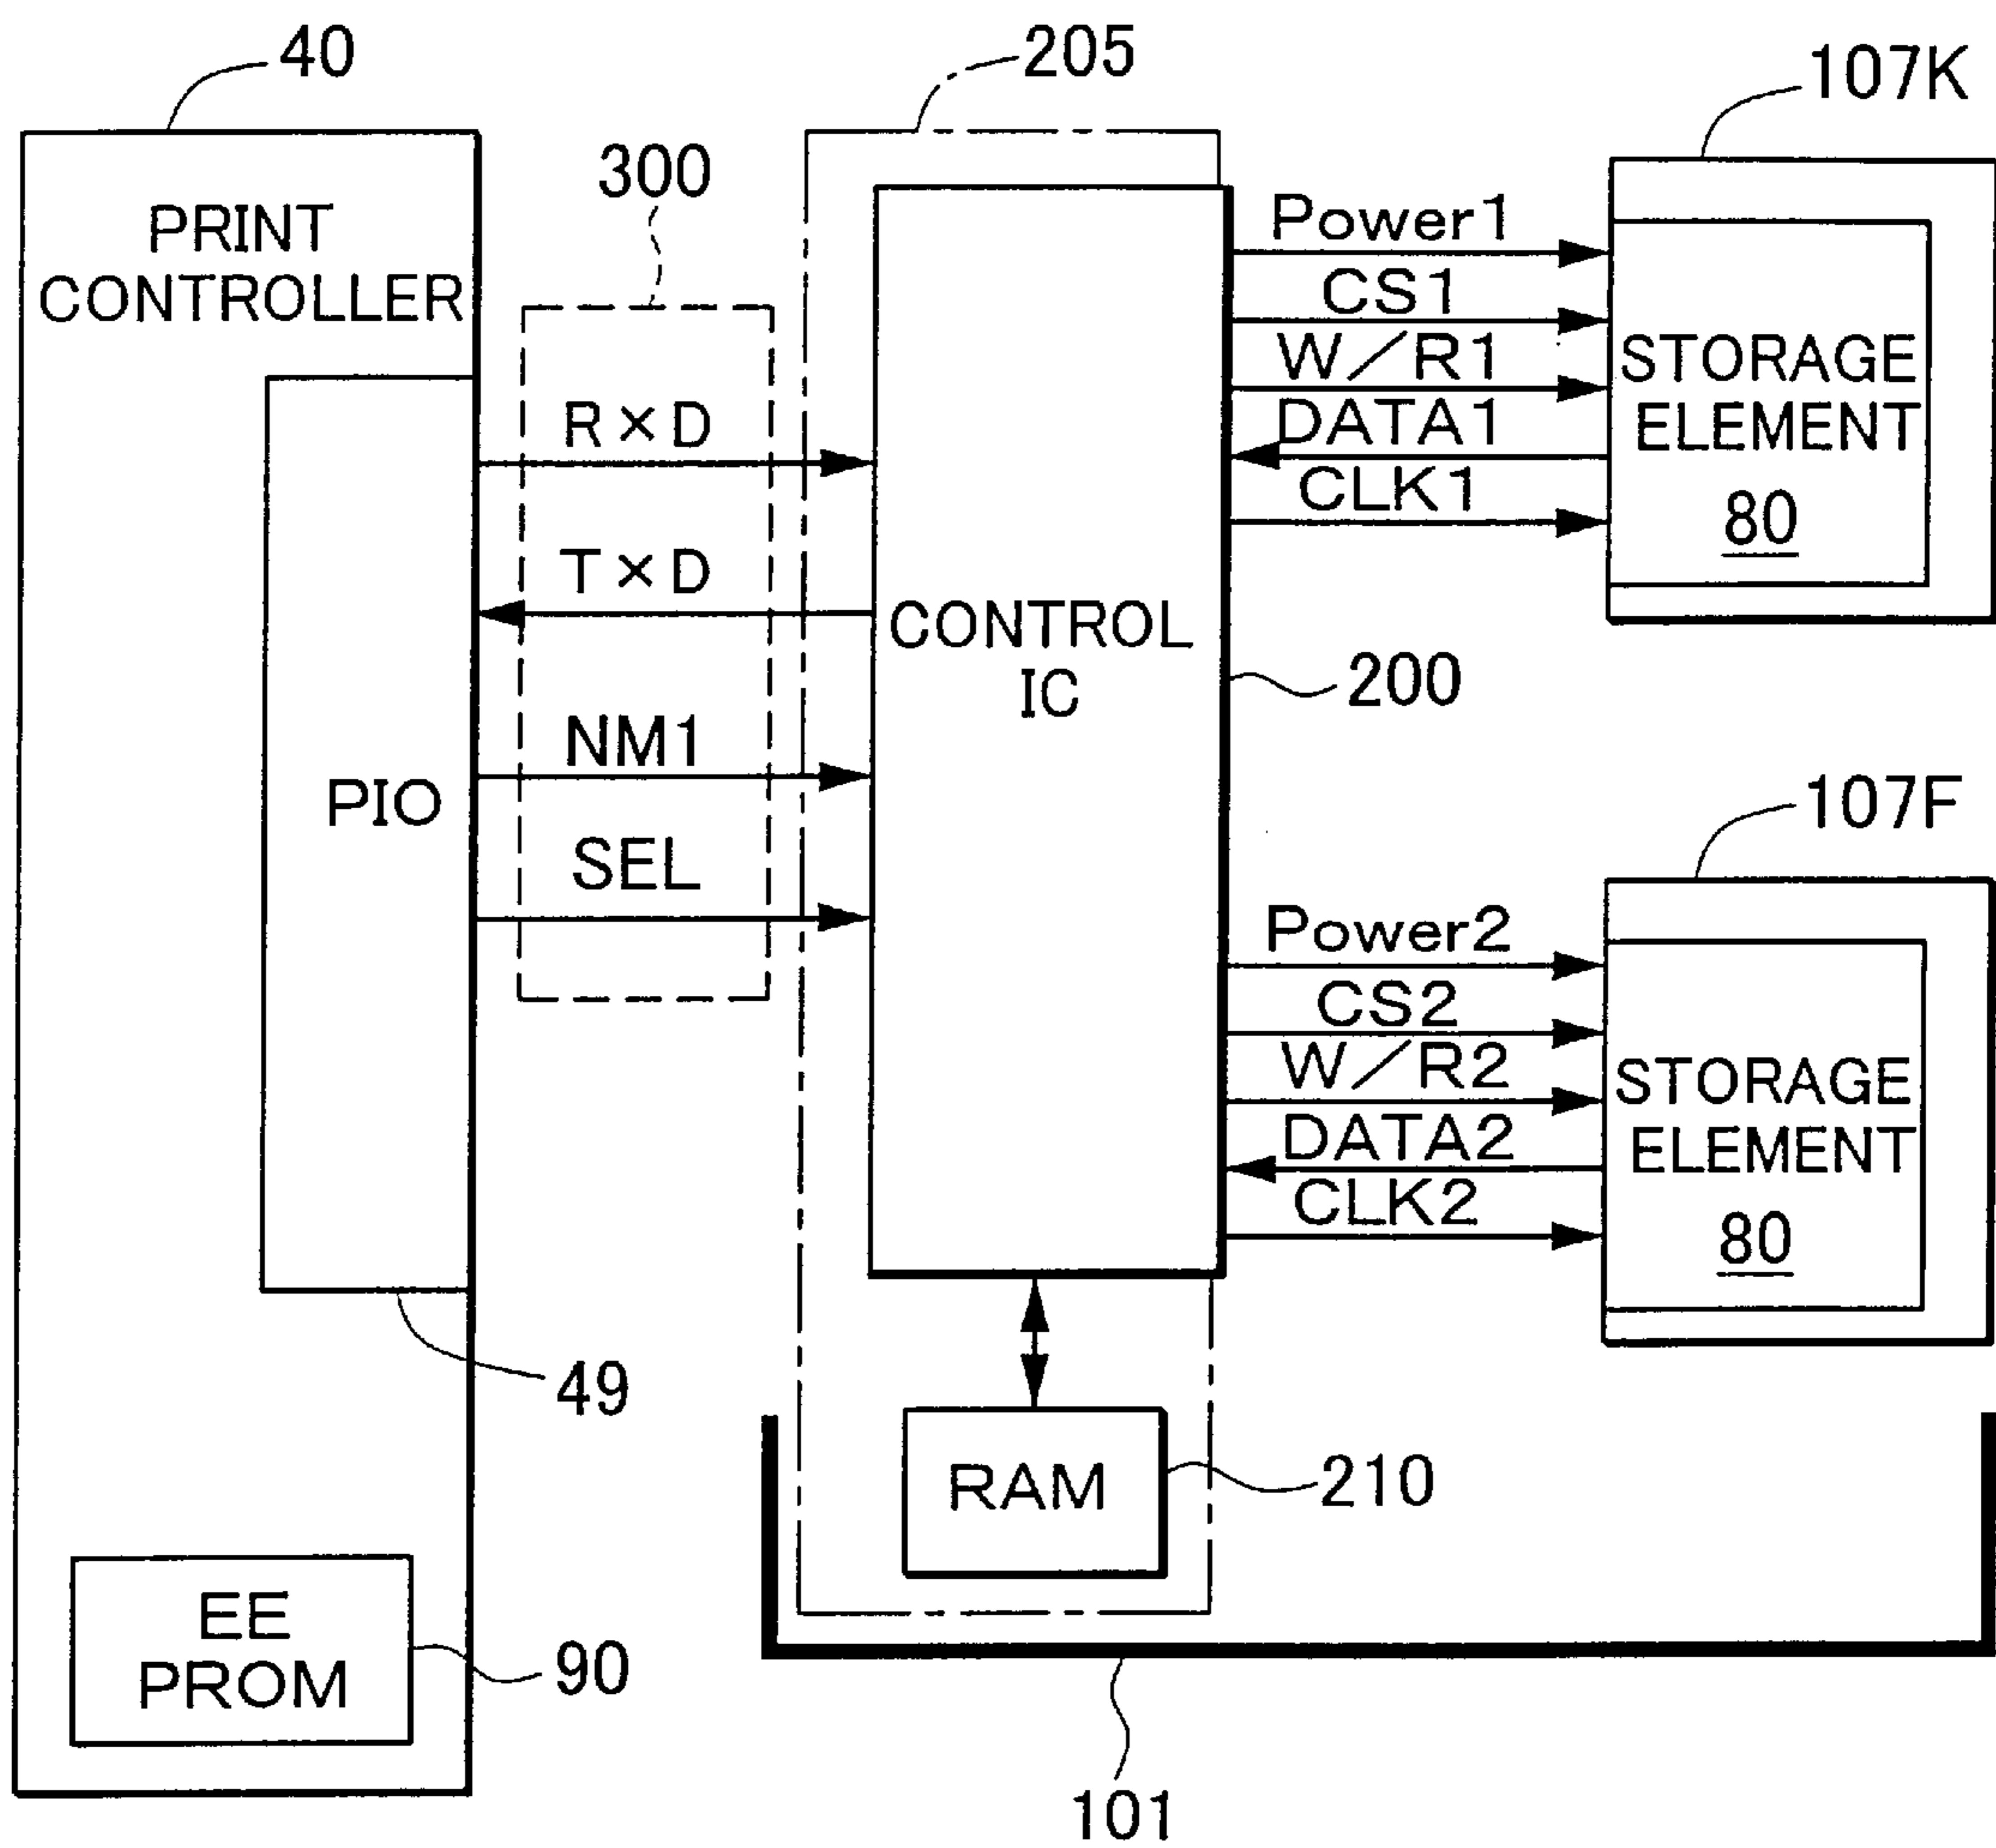 40
205
107K
300
PRINT
CONTROLLER
Power1
CS1
W/R1
DATA1
CLK1
STORAGE
ELEMENT
80
R×D
T×D
NM1
SEL
CONTROL
IC
200
PIO
107F
Power2
CS2
W/R2
DATA2
CLK2
STORAGE
ELEMENT
80
49
RAM
210
EE
PROM
90
101